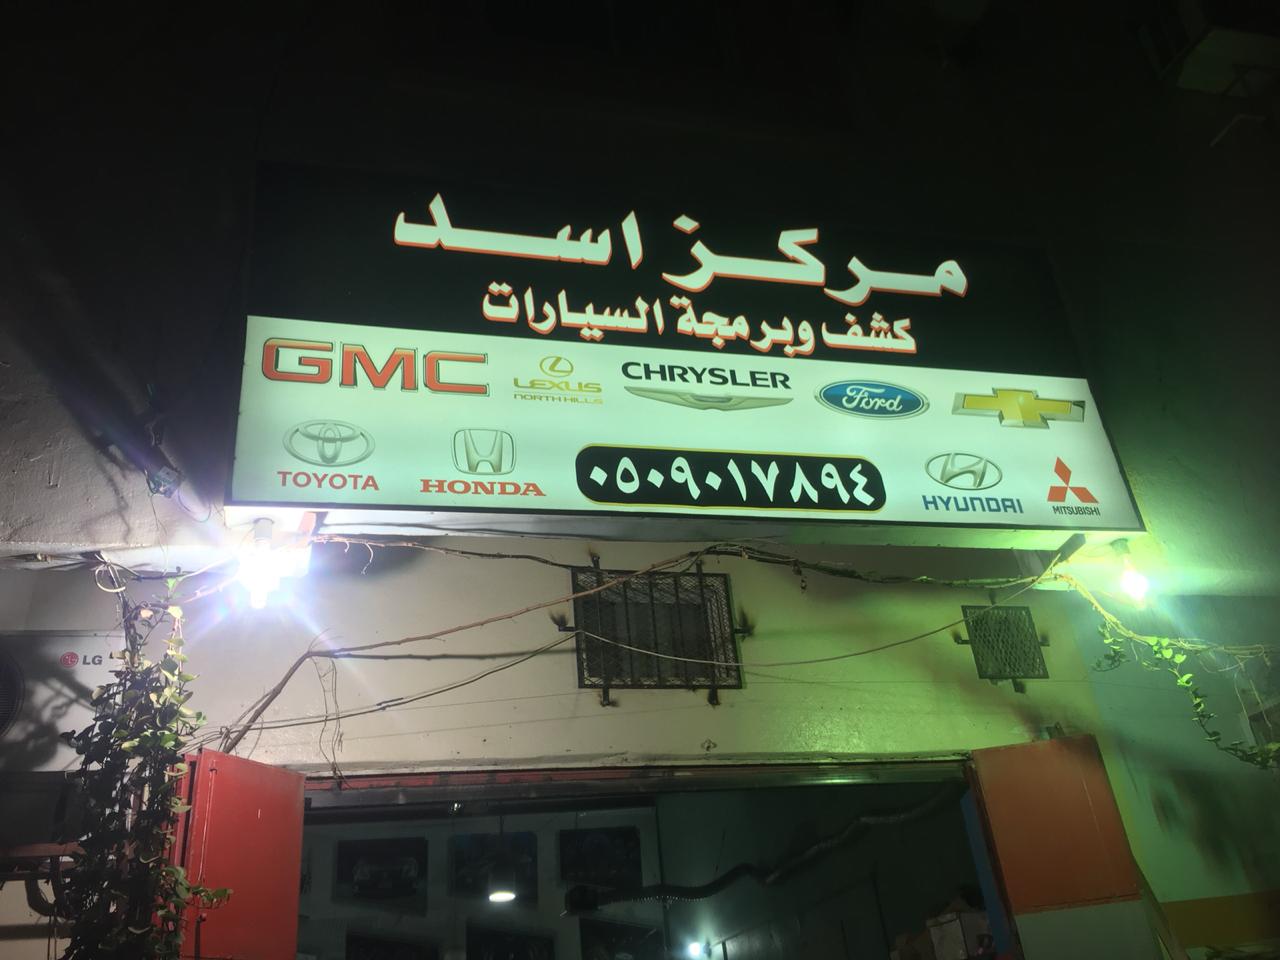 مركز اسد
كشف وبرمجة السيارات
GMC
LEXUS
NORTH HILLS
CHRYSLER
Ford
TOYOTA
HONDA
٠٥٠٩٠١٧٨٩٤
HYUNDAI
MITSUBISHI
LG